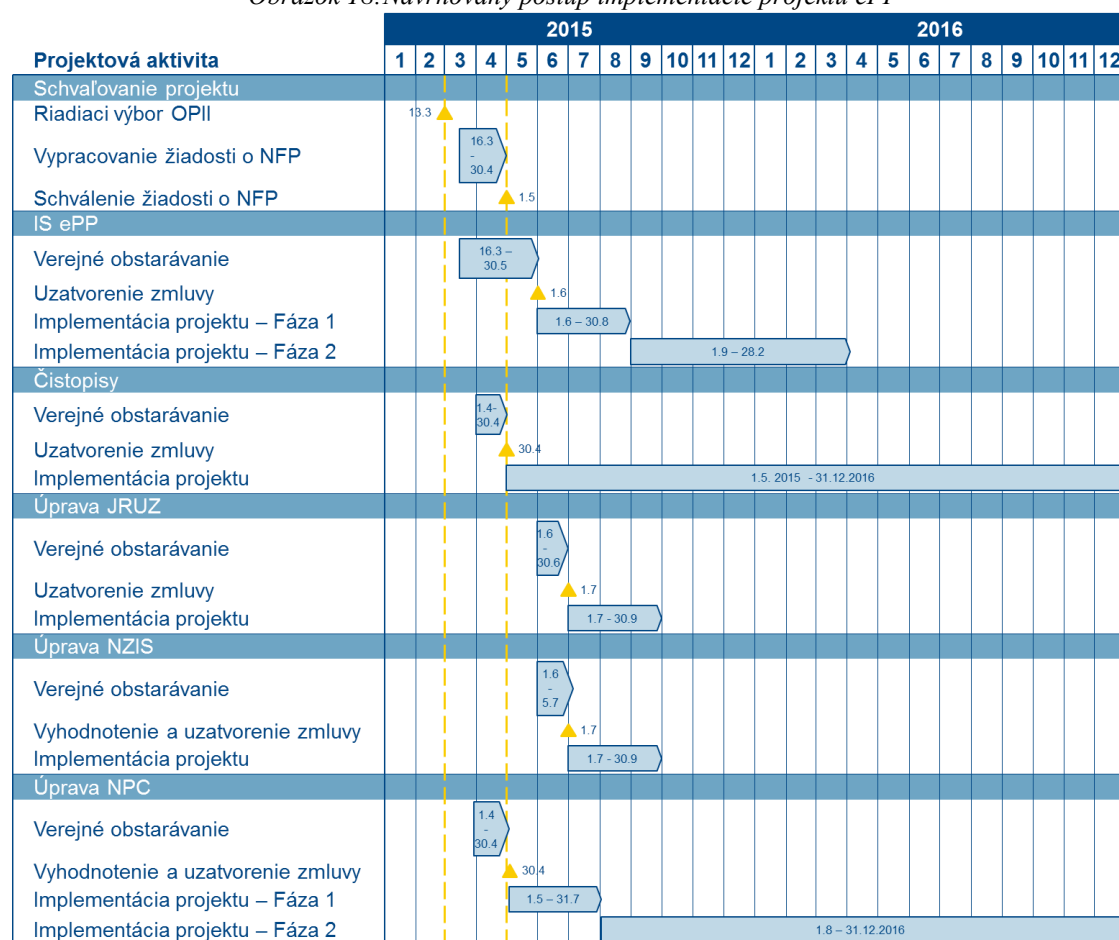 Obrázok 18:Navrhovaný postup implementácie projektu ePP
2015 2016
Projektová aktivita 1 2 3 4 5 6 7 8 9 10 11 12 1 2 3 4 5 6 7 8 9 10 11 12
Schvaľovanie projektu
Riadiaci výbor OPII 13.3
Vypracovanie žiadosti o NFP 16.3 - 30.4
Schválenie žiadosti o NFP 1.5
IS ePP
Verejné obstarávanie 16.3 – 30.5
Uzatvorenie zmluvy 1.6
Implementácia projektu – Fáza 1 1.6 – 30.8
Implementácia projektu – Fáza 2 1.9 – 28.2
Čistopisy
Verejné obstarávanie 1.4- 30.4
Uzatvorenie zmluvy 30.4
Implementácia projektu 1.5. 2015 - 31.12.2016
Úprava JRUZ
Verejné obstarávanie 1.6 - 30.6
Uzatvorenie zmluvy 1.7
Implementácia projektu 1.7 - 30.9
Úprava NZIS
Verejné obstarávanie 1.6 - 5.7
Vyhodnotenie a uzatvorenie zmluvy 1.7
Implementácia projektu 1.7 - 30.9
Úprava NPC
Verejné obstarávanie 1.4 - 30.4
Vyhodnotenie a uzatvorenie zmluvy 30.4
Implementácia projektu – Fáza 1 1.5 – 31.7
Implementácia projektu – Fáza 2 1.8 – 31.12.2016